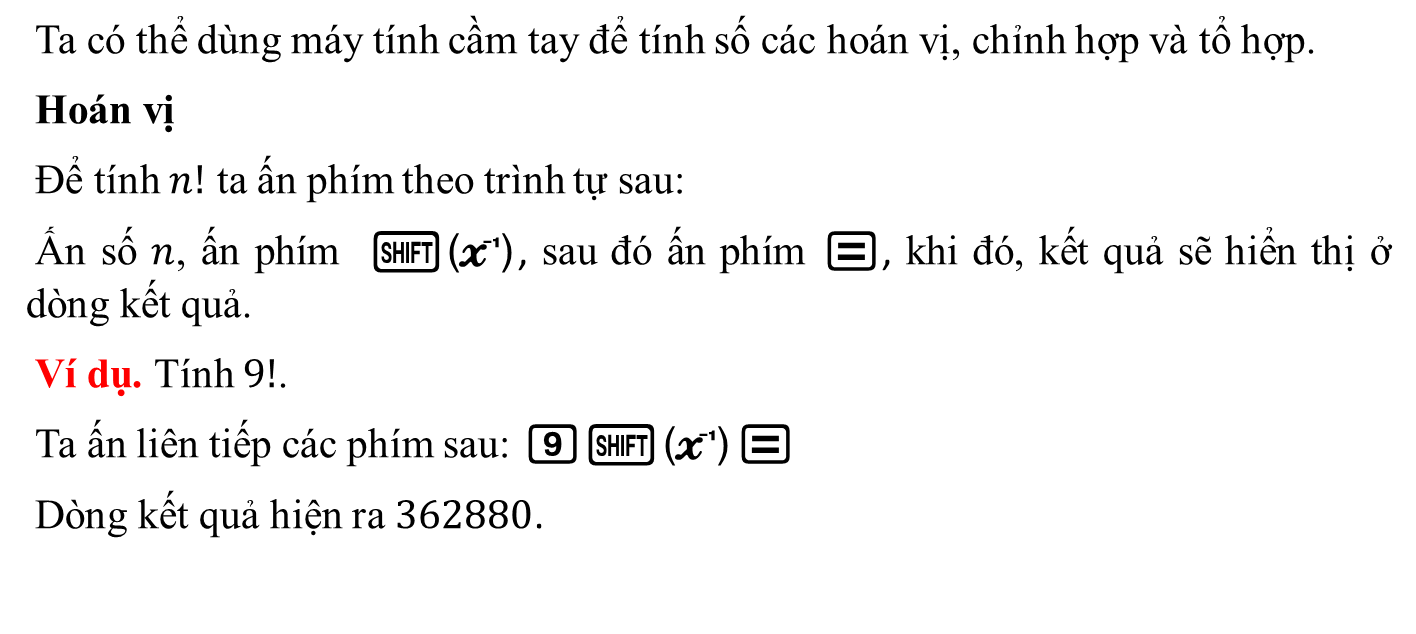 Ta có thể dùng máy tính cầm tay để tính số các hoán vị, chỉnh hợp và tổ hợp.
Hoán vị
Để tính n! ta ấn phím theo trình tự sau:
Ấn số n, ấn phím SHIFT (x⁻¹), sau đó ấn phím =, khi đó, kết quả sẽ hiển thị ở
dòng kết quả.
Ví dụ. Tính 9!.
Ta ấn liên tiếp các phím sau: 9 SHIFT (x⁻¹) =
Dòng kết quả hiện ra 362880.